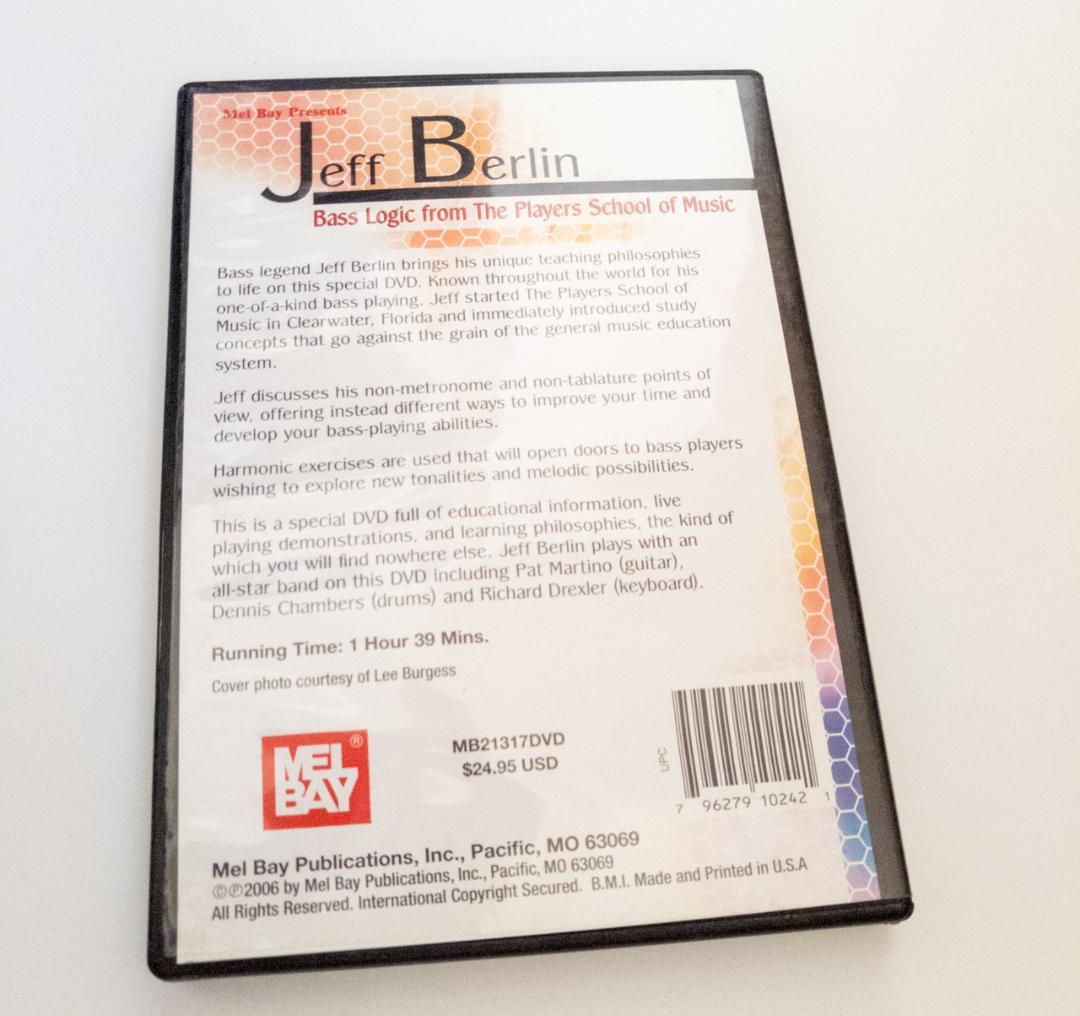 Mel Bay Presents
Jeff Berlin
Bass Logic from The Players School of Music
Bass legend Jeff Berlin brings his unique teaching philosophies
to life on this special DVD. Known throughout the world for his
one-of-a-kind bass playing, Jeff started The Players School of
Music in Clearwater, Florida and immediately introduced study
concepts that go against the grain of the general music education
system.
Jeff discusses his non-metronome and non-tablature points of
view, offering instead different ways to improve your time and
develop your bass-playing abilities.
Harmonic exercises are used that will open doors to bass players
wishing to explore new tonalities and melodic possibilities.
This is a special DVD full of educational information, live
playing demonstrations, and learning philosophies, the kind of
which you will find nowhere else. Jeff Berlin plays with an
all-star band on this DVD including Pat Martino (guitar),
Dennis Chambers (drums) and Richard Drexler (keyboard).
Running Time: 1 Hour 39 Mins.
Cover photo courtesy of Lee Burgess
MEL ®
BAY
MB21317DVD
$24.95 USD
UPC
7 96279 10242 1
Mel Bay Publications, Inc., Pacific, MO 63069
©℗2006 by Mel Bay Publications, Inc., Pacific, MO 63069
All Rights Reserved. International Copyright Secured. B.M.I. Made and Printed in U.S.A